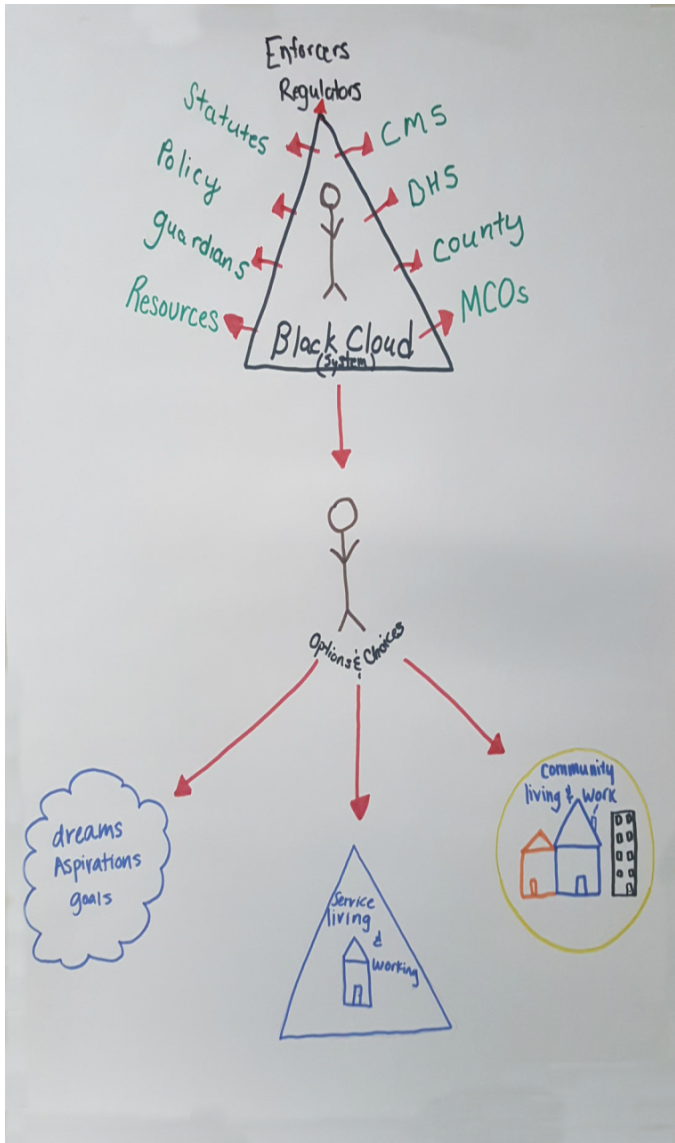 Enforcers
Regulators
Statutes
Policy
guardians
Resources
CMS
DHS
County
MCOs
Black Cloud
(System)
Options & Choices
dreams
Aspirations
goals
Service
living
&
working
Community
living & work